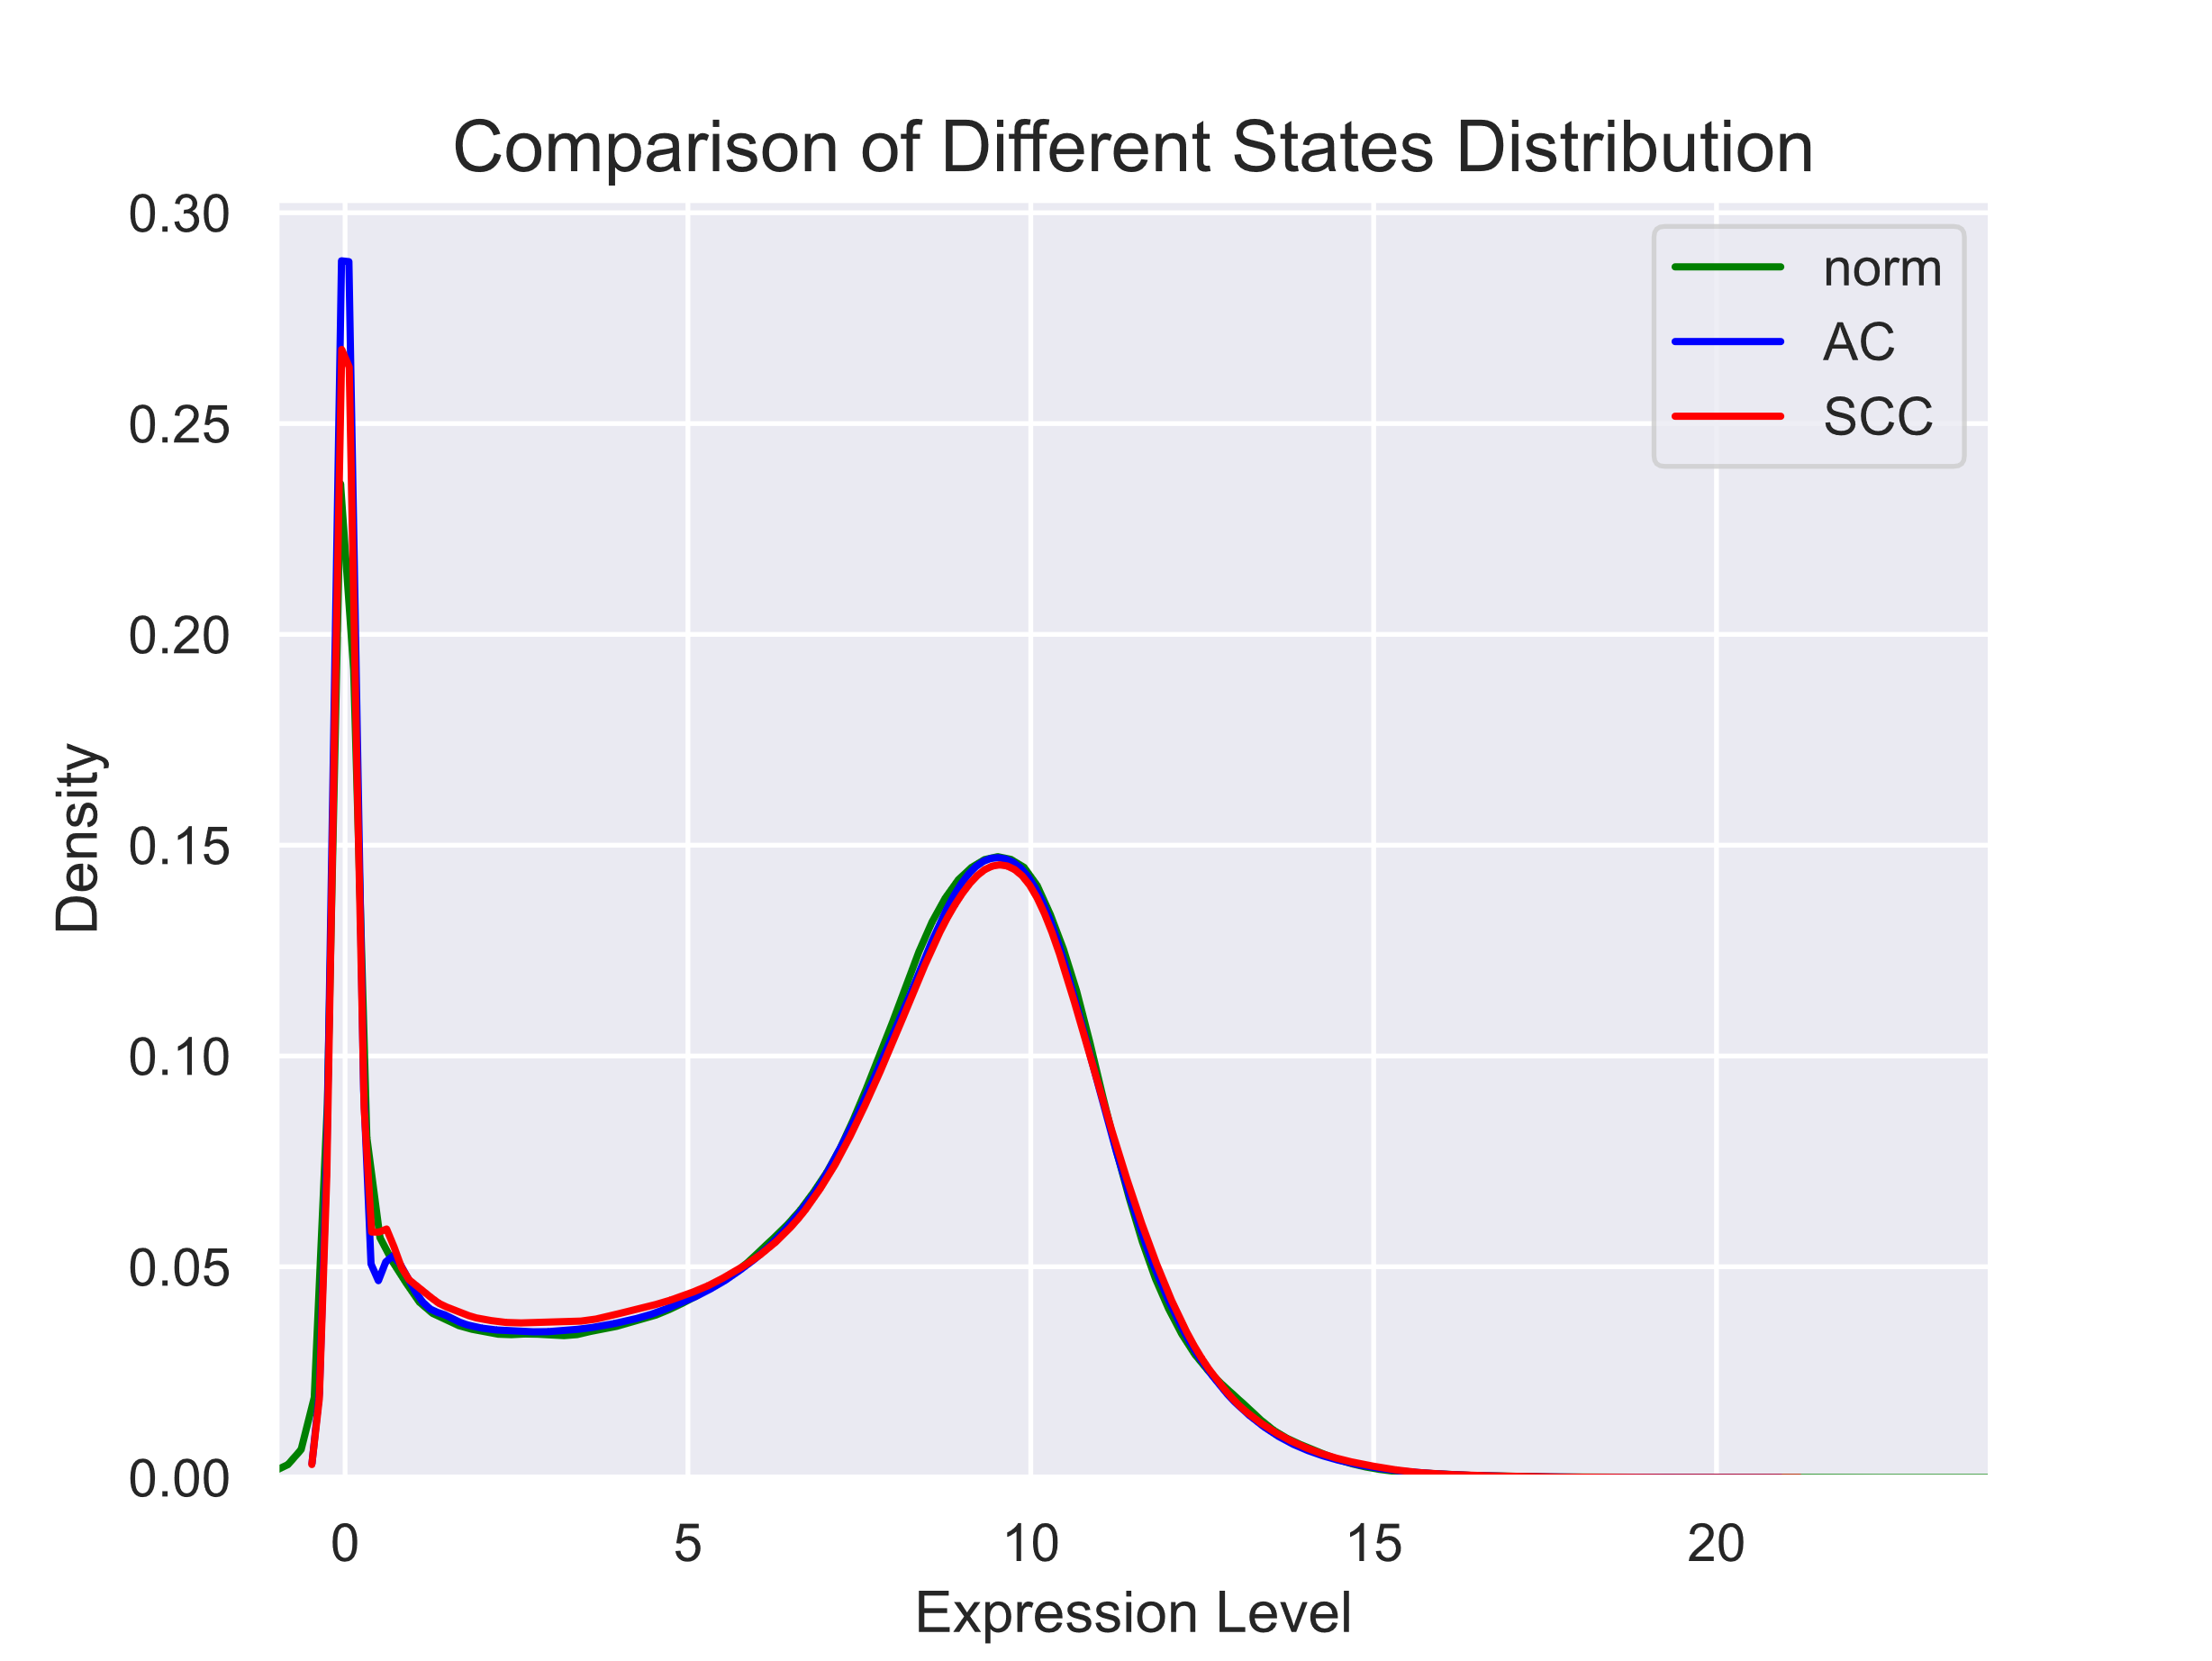 Comparison of Different States Distribution
0.30
0.25
0.20
0.15
0.10
0.05
0.00
Density
norm
AC
SCC
0 5 10 15 20
Expression Level